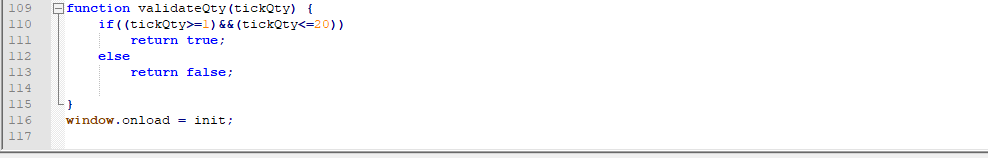 109 function validateQty(tickQty) {
110 if((tickQty>=1)&&(tickQty<=20))
111 return true;
112 else
113 return false;
114
115 }
116 window.onload = init;
117